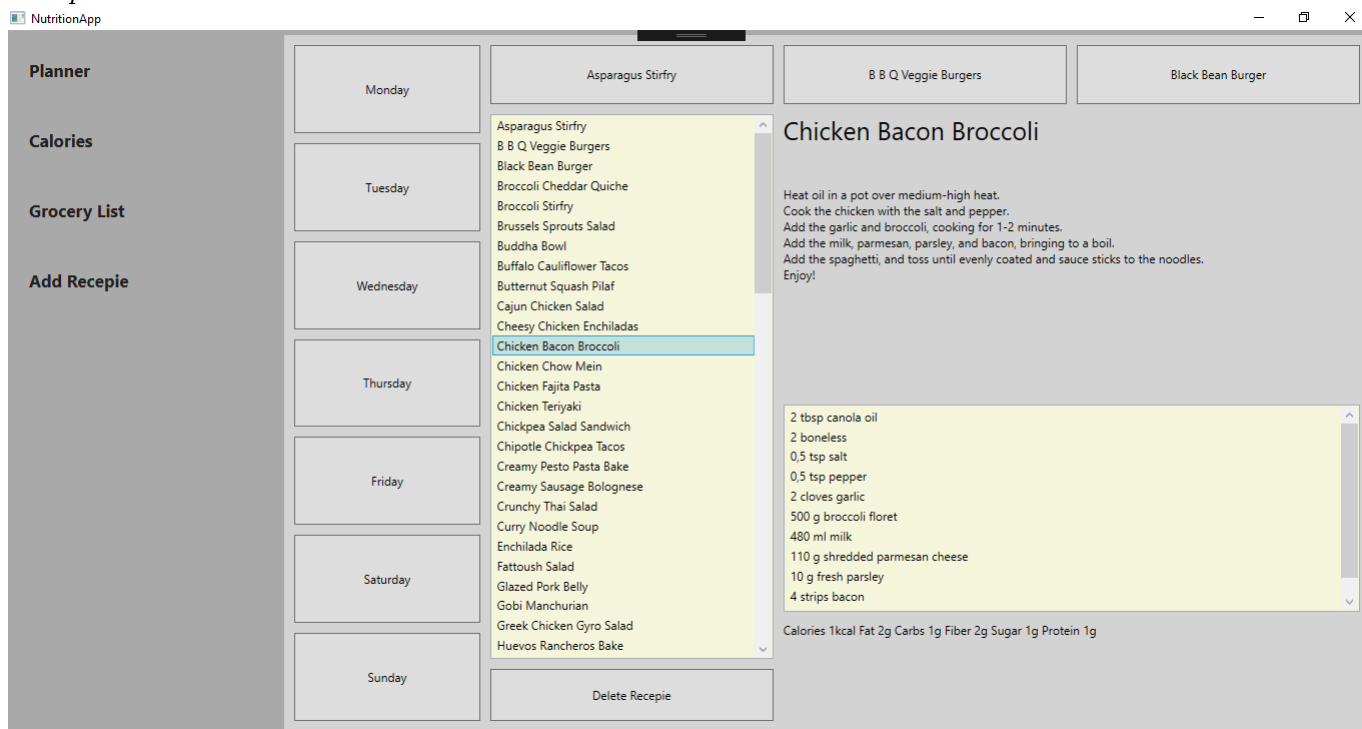 NutritionApp
Planner
Calories
Grocery List
Add Recepie
Monday
Tuesday
Wednesday
Thursday
Friday
Saturday
Sunday
Asparagus Stirfry
B B Q Veggie Burgers
Black Bean Burger
Asparagus Stirfry
B B Q Veggie Burgers
Black Bean Burger
Broccoli Cheddar Quiche
Broccoli Stirfry
Brussels Sprouts Salad
Buddha Bowl
Buffalo Cauliflower Tacos
Butternut Squash Pilaf
Cajun Chicken Salad
Cheesy Chicken Enchiladas
Chicken Bacon Broccoli
Chicken Chow Mein
Chicken Fajita Pasta
Chicken Teriyaki
Chickpea Salad Sandwich
Chipotle Chickpea Tacos
Creamy Pesto Pasta Bake
Creamy Sausage Bolognese
Crunchy Thai Salad
Curry Noodle Soup
Enchilada Rice
Fattoush Salad
Glazed Pork Belly
Gobi Manchurian
Greek Chicken Gyro Salad
Huevos Rancheros Bake
Delete Recepie
Chicken Bacon Broccoli
Heat oil in a pot over medium-high heat.
Cook the chicken with the salt and pepper.
Add the garlic and broccoli, cooking for 1-2 minutes.
Add the milk, parmesan, parsley, and bacon, bringing to a boil.
Add the spaghetti, and toss until evenly coated and sauce sticks to the noodles.
Enjoy!
2 tbsp canola oil
2 boneless
0,5 tsp salt
0,5 tsp pepper
2 cloves garlic
500 g broccoli floret
480 ml milk
110 g shredded parmesan cheese
10 g fresh parsley
4 strips bacon
Calories 1kcal Fat 2g Carbs 1g Fiber 2g Sugar 1g Protein 1g